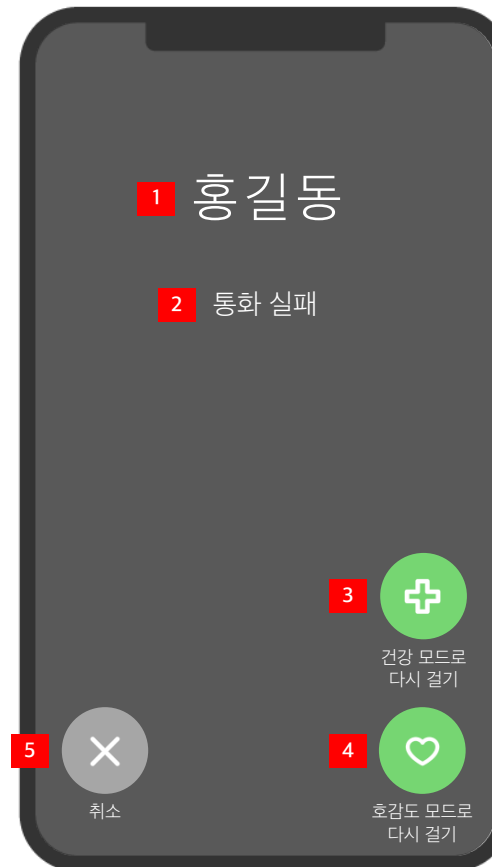 1 홍길동
2 통화 실패
3
건강 모드로
다시 걸기
5
4
취소
호감도 모드로
다시 걸기